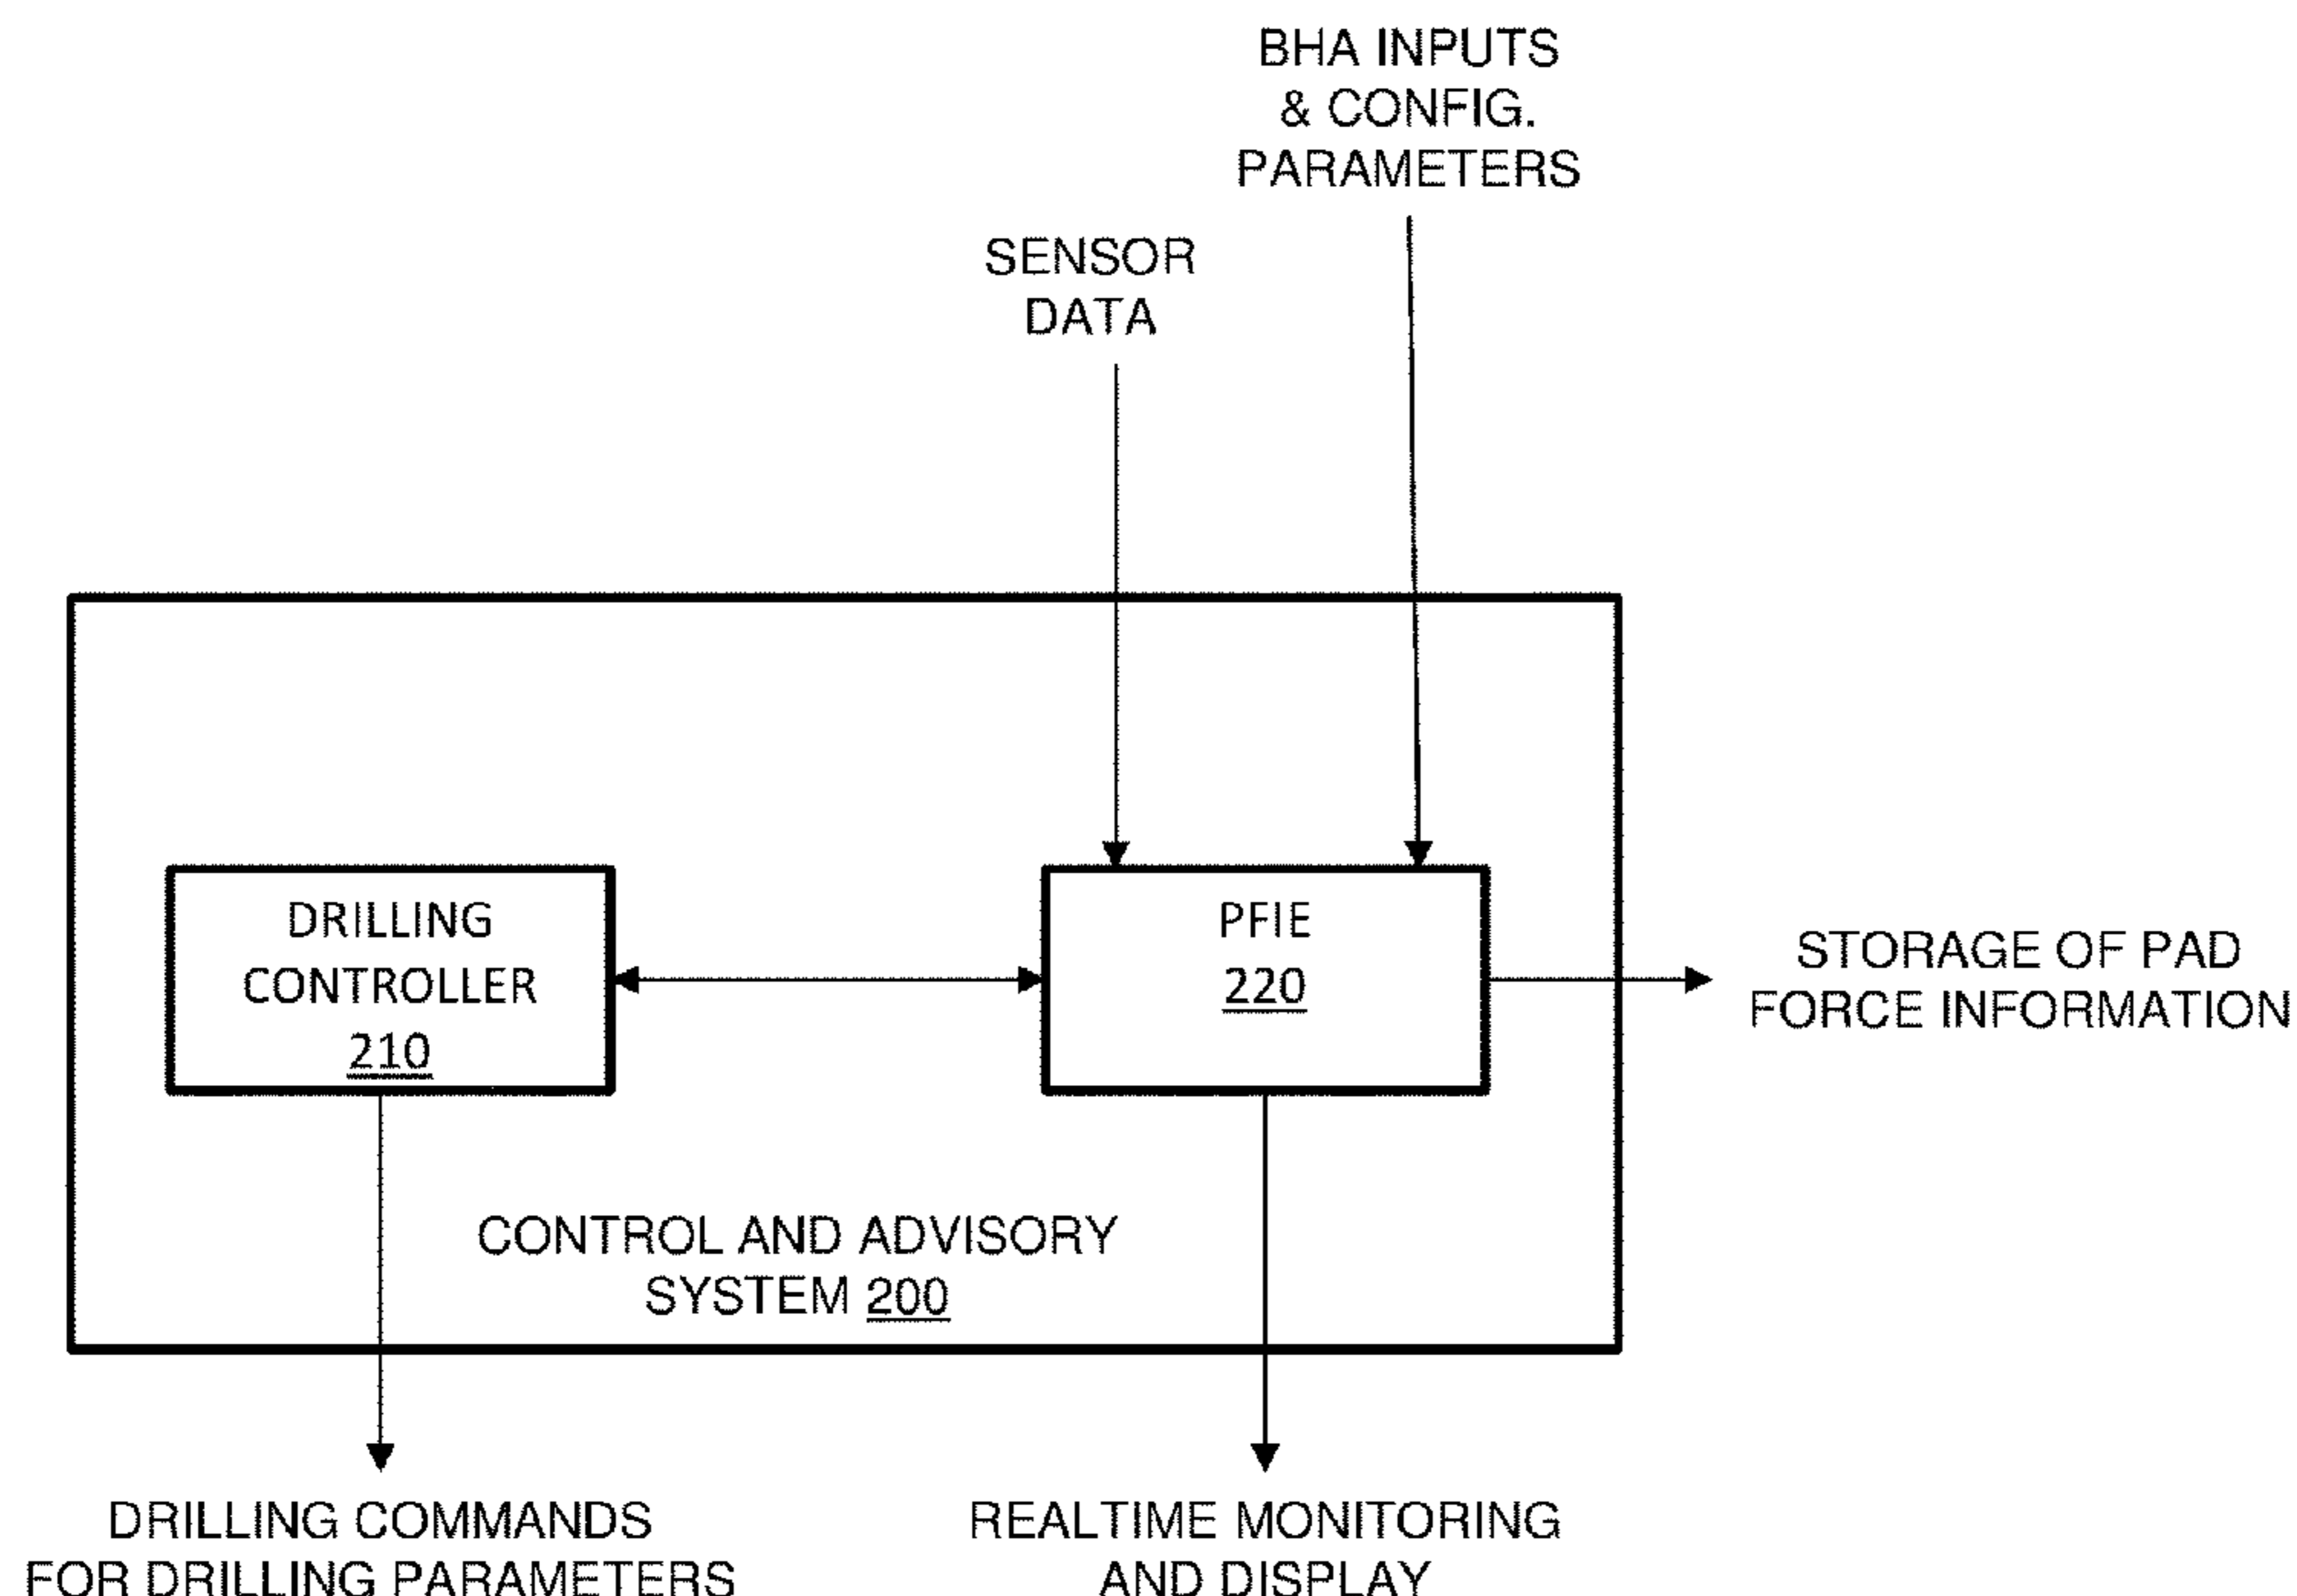 BHA INPUTS
& CONFIG.
PARAMETERS
SENSOR
DATA
DRILLING
CONTROLLER
210
PFIE
220
STORAGE OF PAD
FORCE INFORMATION
CONTROL AND ADVISORY
SYSTEM 200
DRILLING COMMANDS
FOR DRILLING PARAMETERS
REALTIME MONITORING
AND DISPLAY